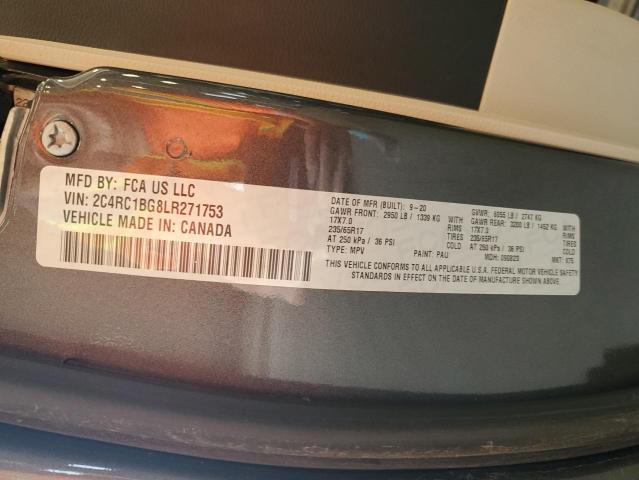 MFD BY: FCA US LLC
VIN: 2C4RC1BG8LR271753
VEHICLE MADE IN: CANADA
DATE OF MFR (BUILT): 9-20 GVWR: 6055 LB / 2747 KG
GAWR FRONT: 2950 LB / 1339 KG WITH GAWR REAR: 3200 LB / 1452 KG WITH
17X7.0 RIMS 17X7.0 RIMS
235/65R17 TIRES 235/65R17 TIRES
AT 250 kPa / 36 PSI COLD AT 250 kPa / 36 PSI COLD
TYPE: MPV PAINT: PAU MDH: 090823 MKT: 075
THIS VEHICLE CONFORMS TO ALL APPLICABLE U.S.A. FEDERAL MOTOR VEHICLE SAFETY
STANDARDS IN EFFECT ON THE DATE OF MANUFACTURE SHOWN ABOVE.